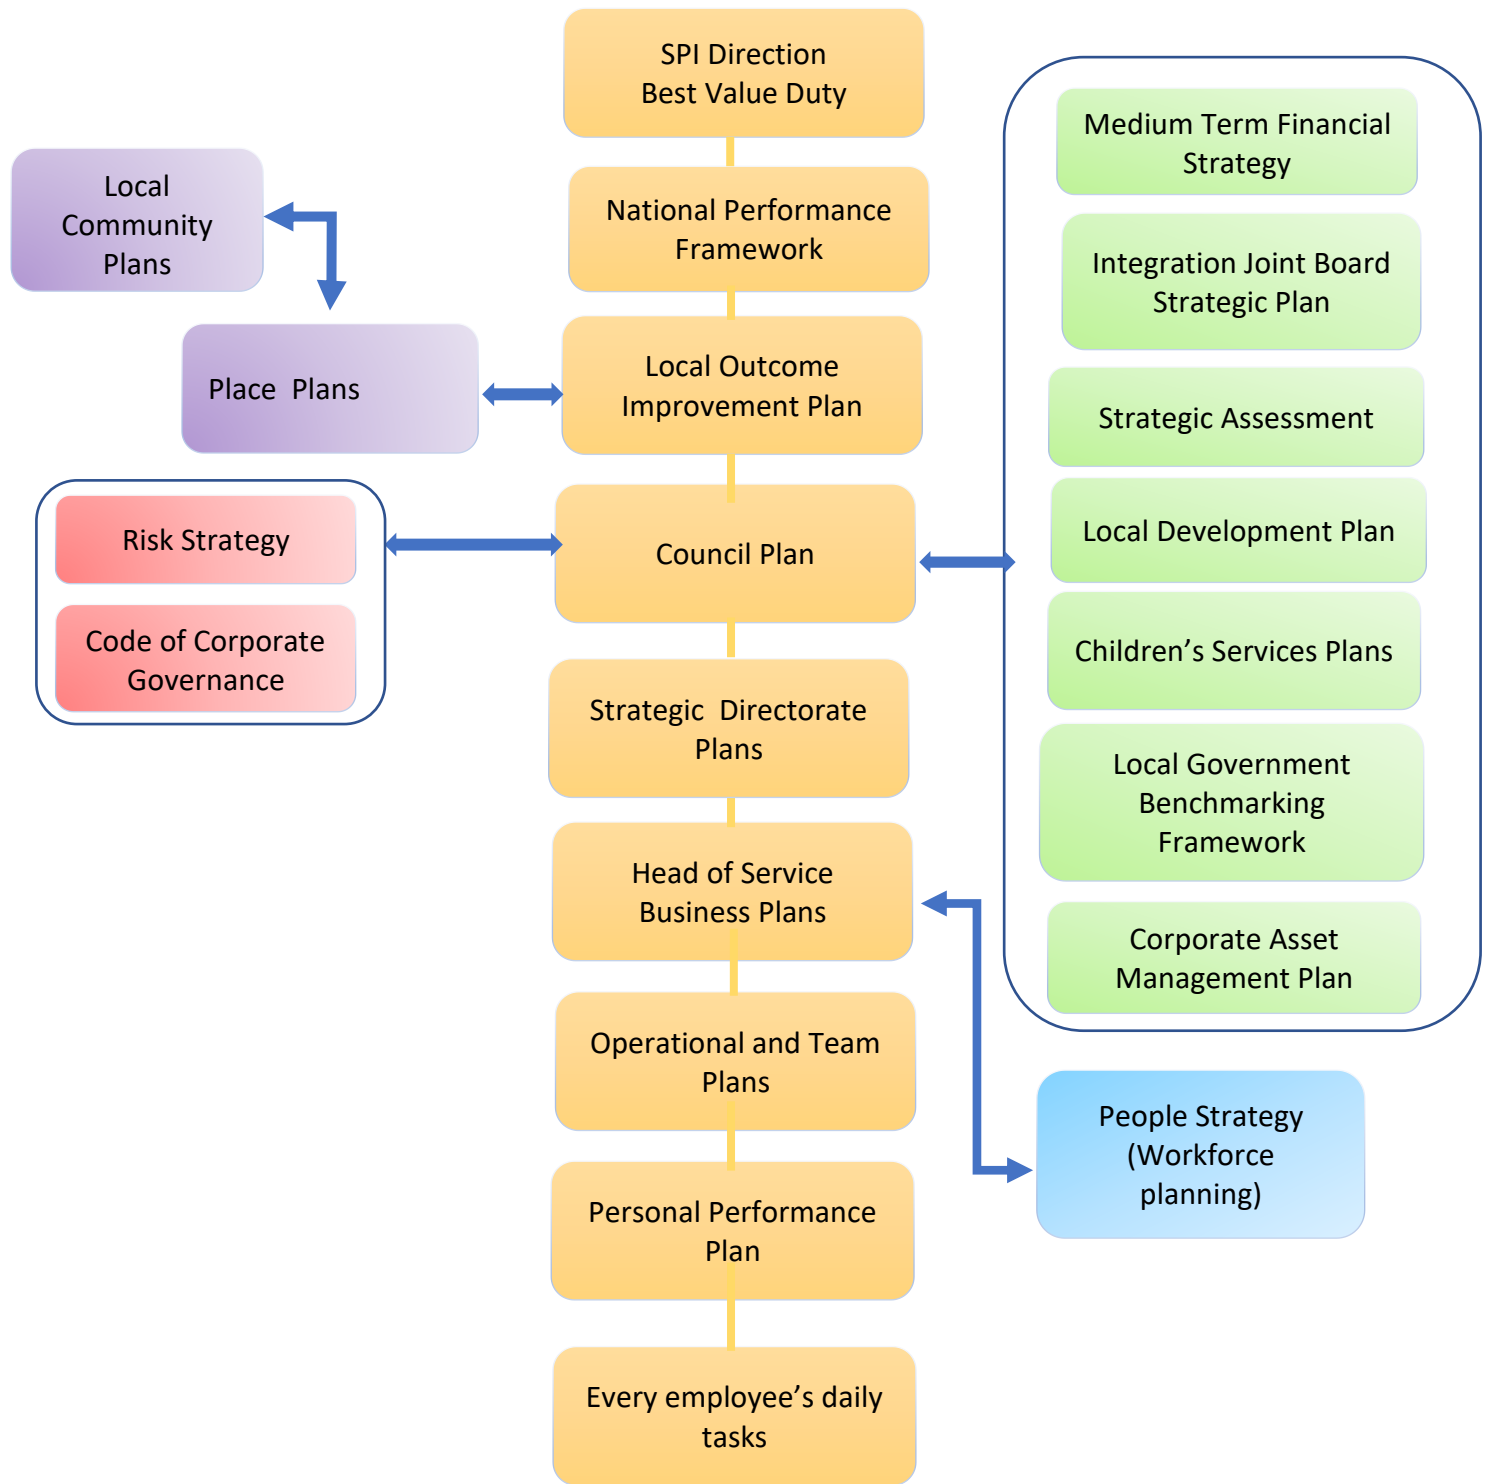 SPI Direction
Best Value Duty
National Performance
Framework
Local
Community
Plans
Place  Plans
Local Outcome
Improvement Plan
Risk Strategy
Code of Corporate
Governance
Council Plan
Strategic  Directorate
Plans
Head of Service
Business Plans
Operational and Team
Plans
Personal Performance
Plan
Every employee’s daily
tasks
Medium Term Financial
Strategy
Integration Joint Board
Strategic Plan
Strategic Assessment
Local Development Plan
Children’s Services Plans
Local Government
Benchmarking
Framework
Corporate Asset
Management Plan
People Strategy
(Workforce
planning)